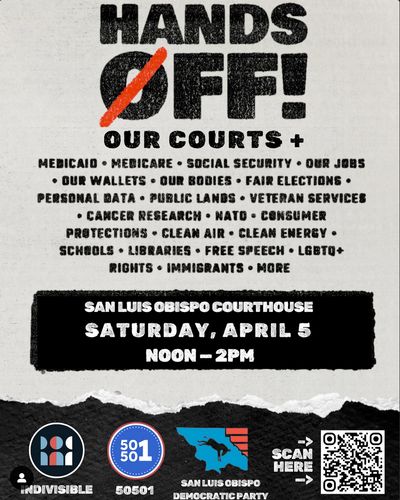 HANDS
OFF!
OUR COURTS +
MEDICAID • MEDICARE • SOCIAL SECURITY • OUR JOBS
• OUR WALLETS • OUR BODIES • FAIR ELECTIONS •
PERSONAL DATA • PUBLIC LANDS • VETERAN SERVICES
• CANCER RESEARCH • NATO • CONSUMER
PROTECTIONS • CLEAN AIR • CLEAN ENERGY •
SCHOOLS • LIBRARIES • FREE SPEECH • LGBTQ+
RIGHTS • IMMIGRANTS • MORE
SAN LUIS OBISPO COURTHOUSE
SATURDAY, APRIL 5
NOON – 2PM
INDIVISIBLE
50
50 1
50501
SAN LUIS OBISPO
DEMOCRATIC PARTY
SCAN
HERE